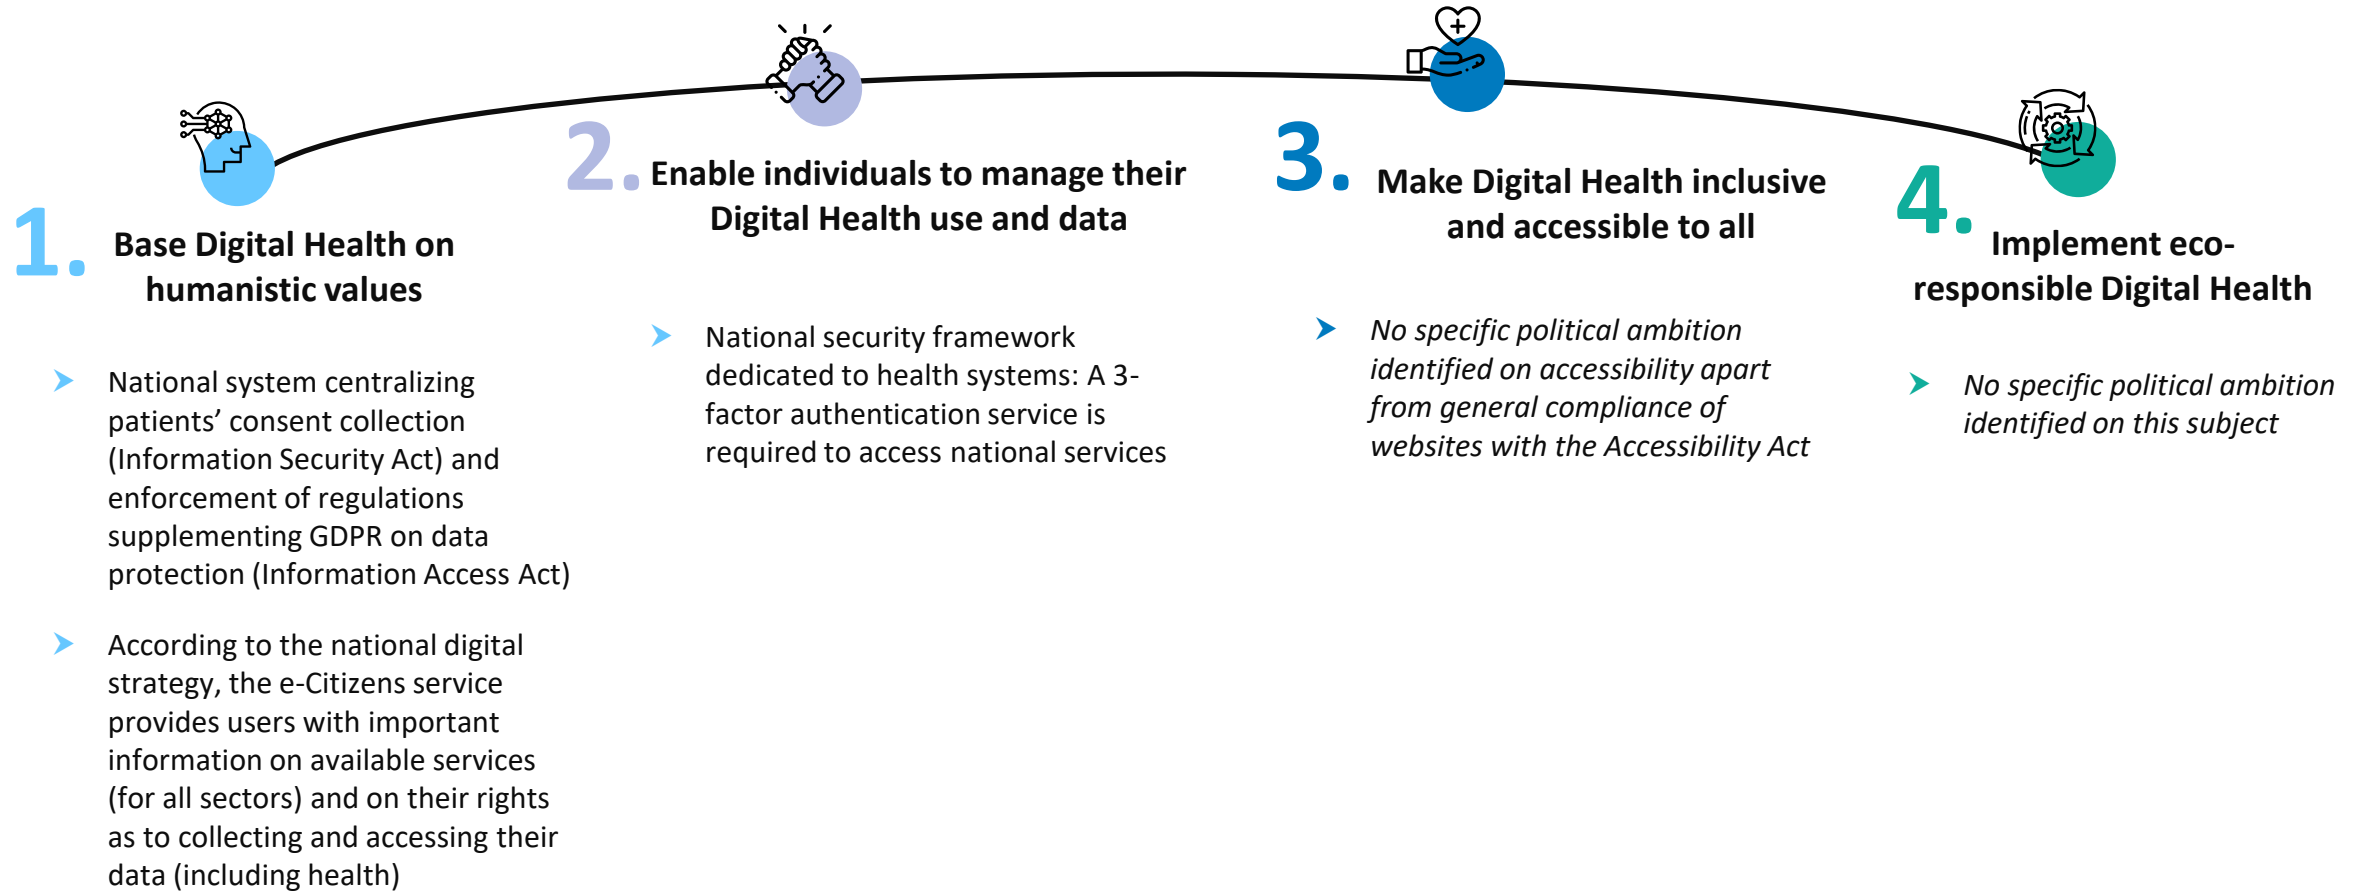 1.
Base Digital Health on
humanistic values
National system centralizing
patients’ consent collection
(Information Security Act) and
enforcement of regulations
supplementing GDPR on data
protection (Information Access Act)
According to the national digital
strategy, the e-Citizens service
provides users with important
information on available services
(for all sectors) and on their rights
as to collecting and accessing their
data (including health)
2.
Enable individuals to manage their
Digital Health use and data
National security framework
dedicated to health systems: A 3-
factor authentication service is
required to access national services
3.
Make Digital Health inclusive
and accessible to all
No specific political ambition
identified on accessibility apart
from general compliance of
websites with the Accessibility Act
4.
Implement eco-
responsible Digital Health
No specific political ambition
identified on this subject